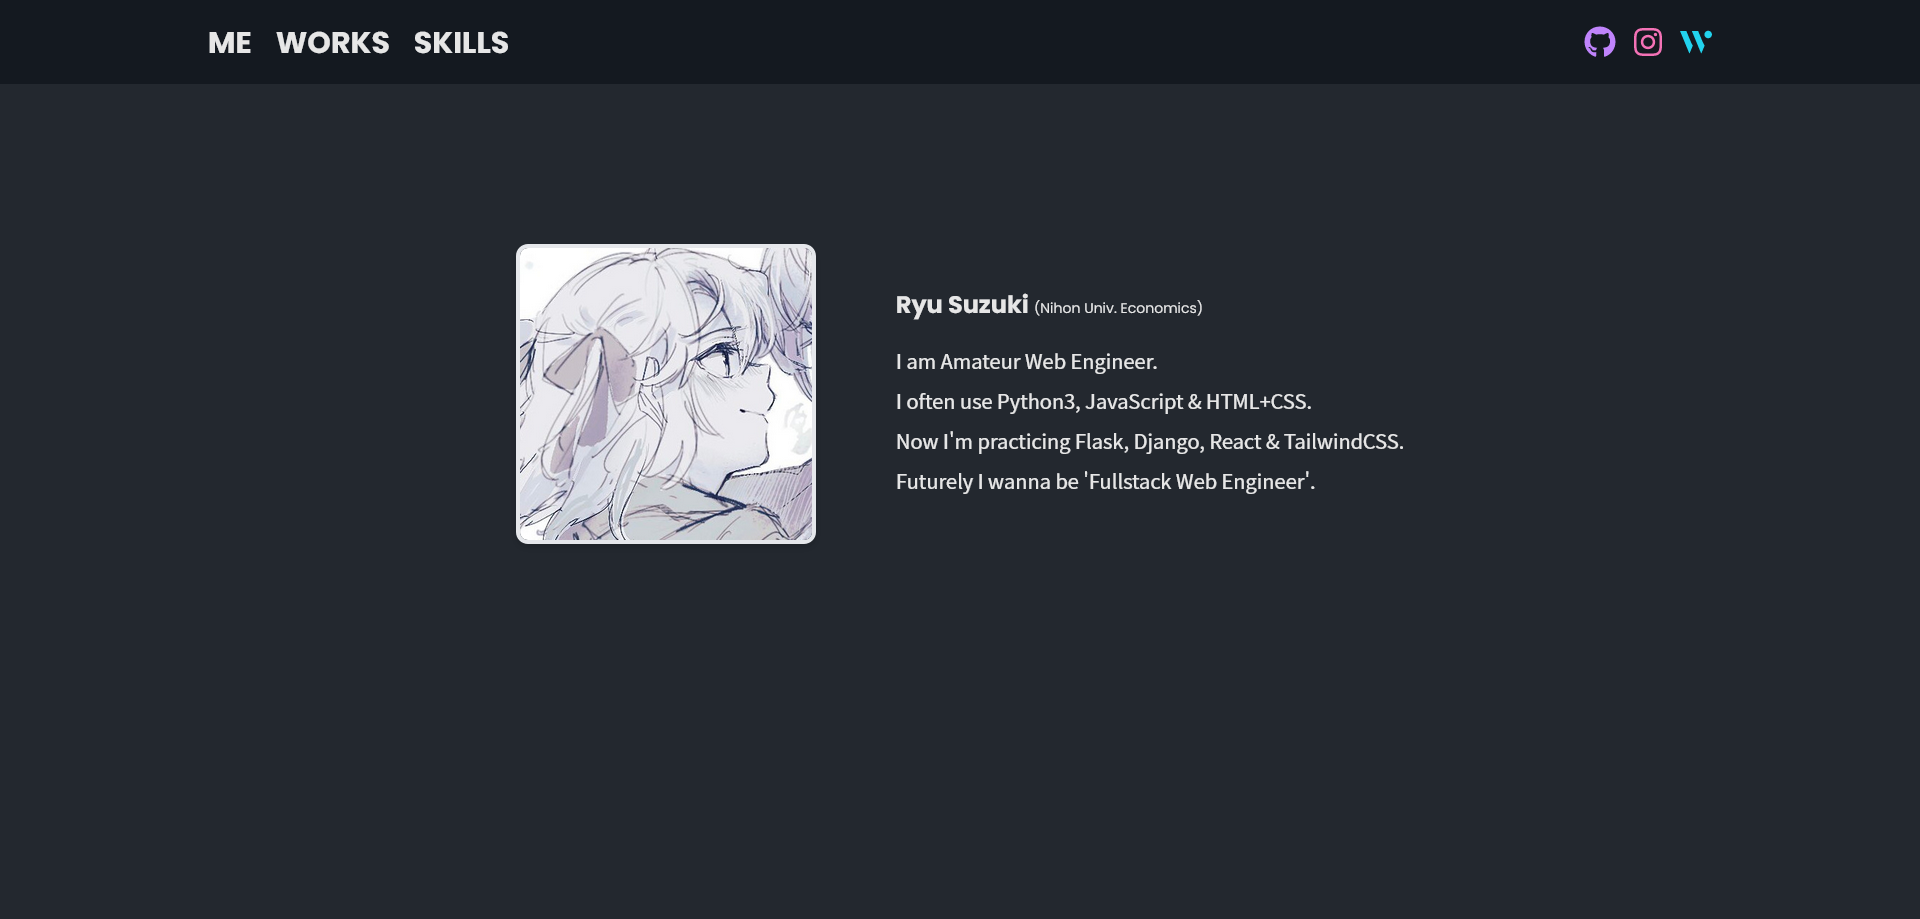 ME WORKS SKILLS
Ryu Suzuki (Nihon Univ. Economics)
I am Amateur Web Engineer.
I often use Python3, JavaScript & HTML+CSS.
Now I'm practicing Flask, Django, React & TailwindCSS.
Futurely I wanna be 'Fullstack Web Engineer'.